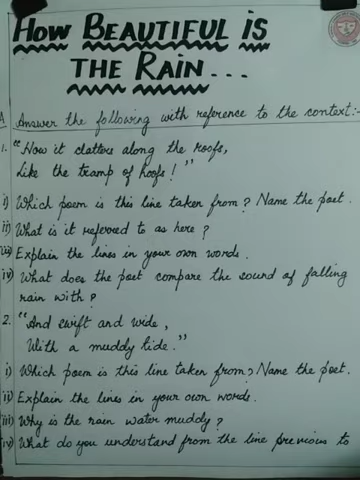 How BEAUTIFUL is
THE RAIN...
A Answer the following with reference to the context:-
1. "Now it clatters along the roofs,
Like the tramp of hoofs!"
i) Which poem is this line taken from? Name the poet.
ii) What is it referred to as here?
iii) Explain the lines in your own words.
iv) What does the poet compare the sound of falling
rain with?
2. "And swift and wide,
With a muddy tide."
i) Which poem is this line taken from? Name the poet.
ii) Explain the lines in your own words.
iii) Why is the rain water muddy?
iv) What do you understand from the line previous to